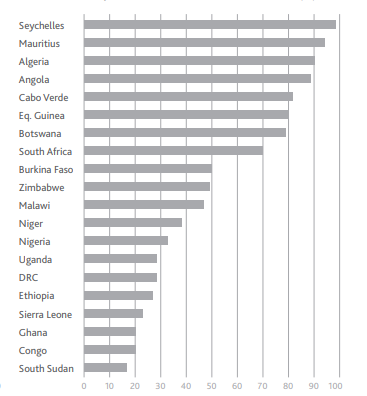 Seychelles
Mauritius
Algeria
Angola
Cabo Verde
Eq. Guinea
Botswana
South Africa
Burkina Faso
Zimbabwe
Malawi
Niger
Nigeria
Uganda
DRC
Ethiopia
Sierra Leone
Ghana
Congo
South Sudan
0 10 20 30 40 50 60 70 80 90 100